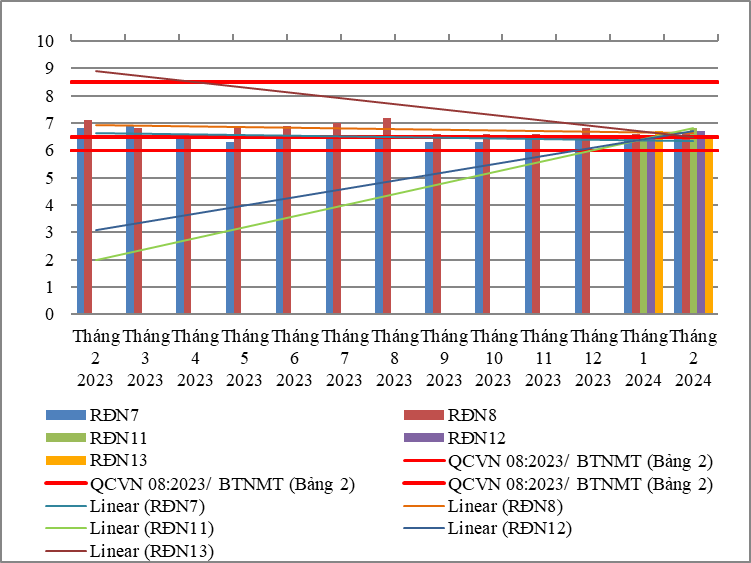 10
9
8
7
6
5
4
3
2
1
0
Tháng Tháng Tháng Tháng Tháng Tháng Tháng Tháng Tháng Tháng Tháng Tháng Tháng
2 3 4 5 6 7 8 9 10 11 12 1 2
2023 2023 2023 2023 2023 2023 2023 2023 2023 2023 2023 2024 2024
RĐN7 RĐN8
RĐN11 RĐN12
RĐN13 QCVN 08:2023/ BTNMT (Bảng 2)
QCVN 08:2023/ BTNMT (Bảng 2) QCVN 08:2023/ BTNMT (Bảng 2)
Linear (RĐN7) Linear (RĐN8)
Linear (RĐN11) Linear (RĐN12)
Linear (RĐN13)